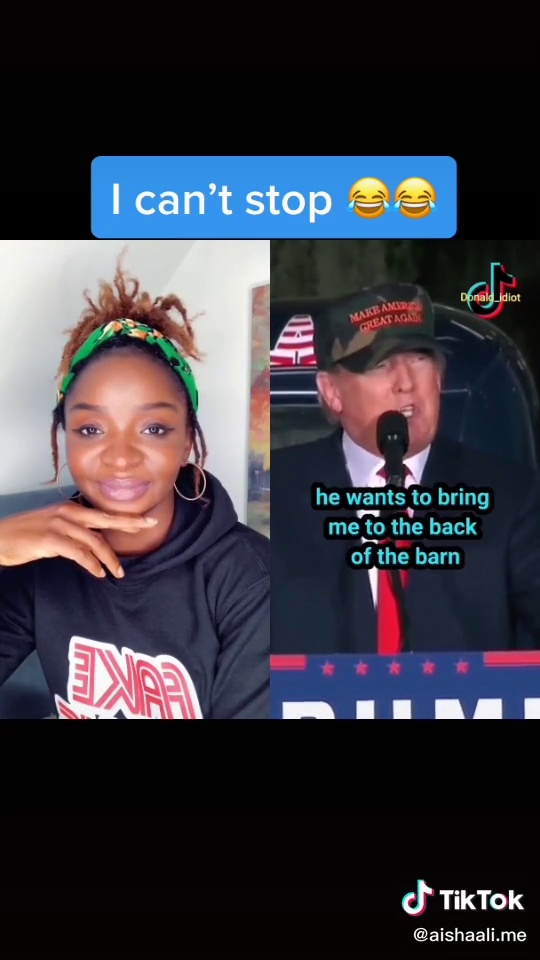 I can't stop 😂😂
Donald_idiot
MAKE AMERICA
GREAT AGAIN
he wants to bring
me to the back
of the barn
FAKE
TikTok
@aishaali.me